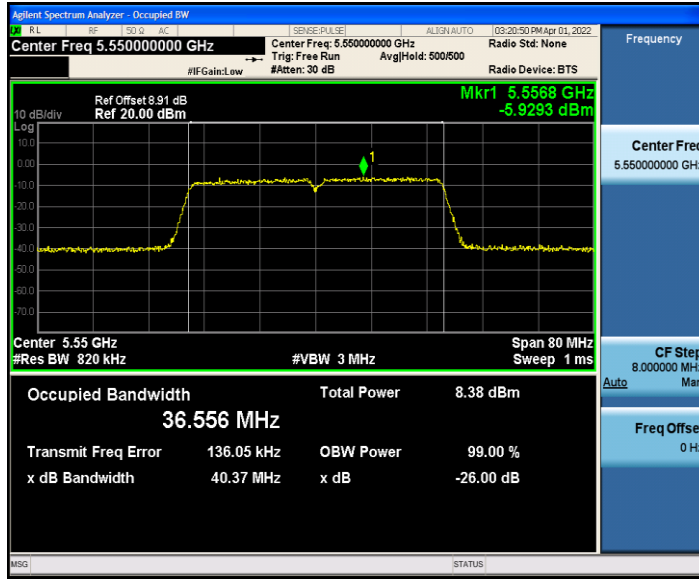 Agilent Spectrum Analyzer - Occupied BW
RL RF 50 Ω AC SENSE:PULSE ALIGN AUTO 03:20:50 PM Apr 01, 2022
Center Freq 5.550000000 GHz
Center Freq: 5.550000000 GHz
Radio Std: None
Trig: Free Run Avg|Hold: 500/500
#IFGain:Low #Atten: 30 dB Radio Device: BTS
Ref Offset 8.91 dB
Mkr1 5.5568 GHz
10 dB/div Ref 20.00 dBm -5.9293 dBm
Log
1
10.0
0.00
-10.0
-20.0
-30.0
-40.0
-50.0
-60.0
-70.0
Center 5.55 GHz Span 80 MHz
#Res BW 820 kHz #VBW 3 MHz Sweep 1 ms
Occupied Bandwidth Total Power 8.38 dBm
36.556 MHz
Transmit Freq Error 136.05 kHz OBW Power 99.00 %
x dB Bandwidth 40.37 MHz x dB -26.00 dB
MSG STATUS
Frequency
Center Freq
5.550000000 GHz
CF Step
8.000000 MHz
Auto Man
Freq Offset
0 Hz